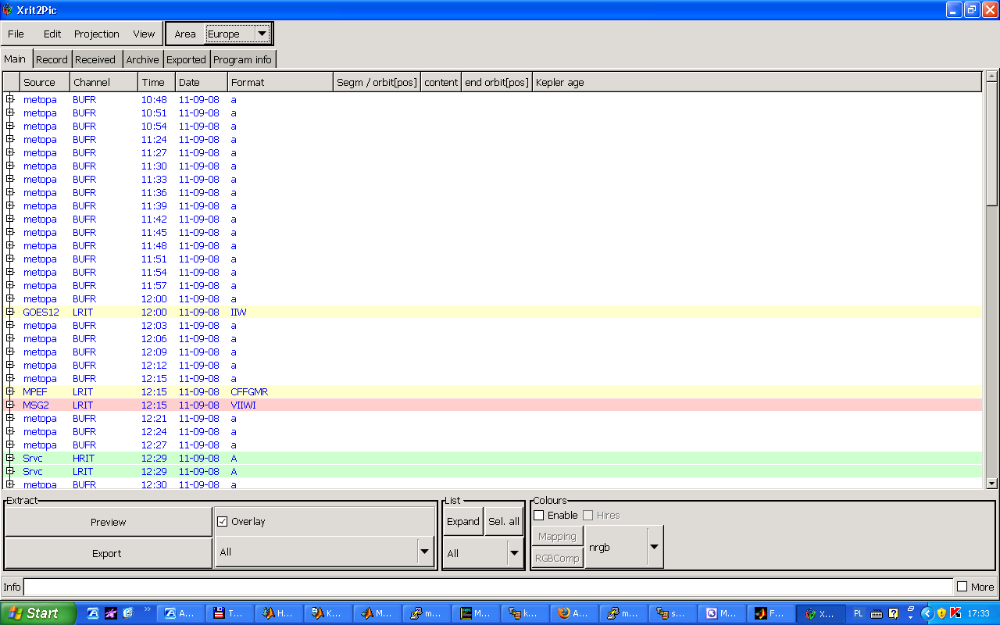 Xrit2Pic
File Edit Projection View Area Europe
Main Record Received Archive Exported Program info
Source Channel Time Date Format Segm / orbit[pos] content end orbit[pos] Kepler age
metopa BUFR 10:48 11-09-08 a
metopa BUFR 10:51 11-09-08 a
metopa BUFR 10:54 11-09-08 a
metopa BUFR 11:24 11-09-08 a
metopa BUFR 11:27 11-09-08 a
metopa BUFR 11:30 11-09-08 a
metopa BUFR 11:33 11-09-08 a
metopa BUFR 11:36 11-09-08 a
metopa BUFR 11:39 11-09-08 a
metopa BUFR 11:42 11-09-08 a
metopa BUFR 11:45 11-09-08 a
metopa BUFR 11:48 11-09-08 a
metopa BUFR 11:51 11-09-08 a
metopa BUFR 11:54 11-09-08 a
metopa BUFR 11:57 11-09-08 a
metopa BUFR 12:00 11-09-08 a
GOES12 LRIT 12:00 11-09-08 IIW
metopa BUFR 12:03 11-09-08 a
metopa BUFR 12:06 11-09-08 a
metopa BUFR 12:09 11-09-08 a
metopa BUFR 12:12 11-09-08 a
metopa BUFR 12:15 11-09-08 a
MPEF LRIT 12:15 11-09-08 CFFGMR
MSG2 LRIT 12:15 11-09-08 VIIWI
metopa BUFR 12:21 11-09-08 a
metopa BUFR 12:24 11-09-08 a
metopa BUFR 12:27 11-09-08 a
Srvc HRIT 12:29 11-09-08 A
Srvc LRIT 12:29 11-09-08 A
metopa BUFR 12:30 11-09-08 a
Extract List Colours
Preview Overlay Expand Sel. all Enable Hires
Export All All Mapping nrgb
RGBComp
Info More
Start A... T... H... K... M... m... M... k... A... m... s... M... F... X... PL 17:33